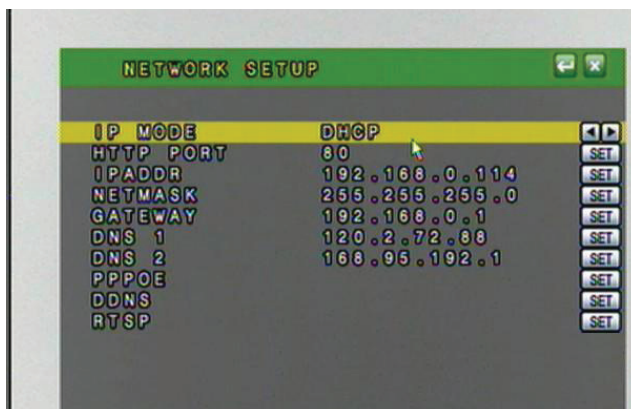 NETWORK SETUP
IP MODE DHCP
HTTP PORT 80 SET
IPADDR 192.168.0.114 SET
NETMASK 255.255.255.0 SET
GATEWAY 192.168.0.1 SET
DNS 1 120.2.72.88 SET
DNS 2 168.95.192.1 SET
PPPOE SET
DDNS SET
RTSP SET